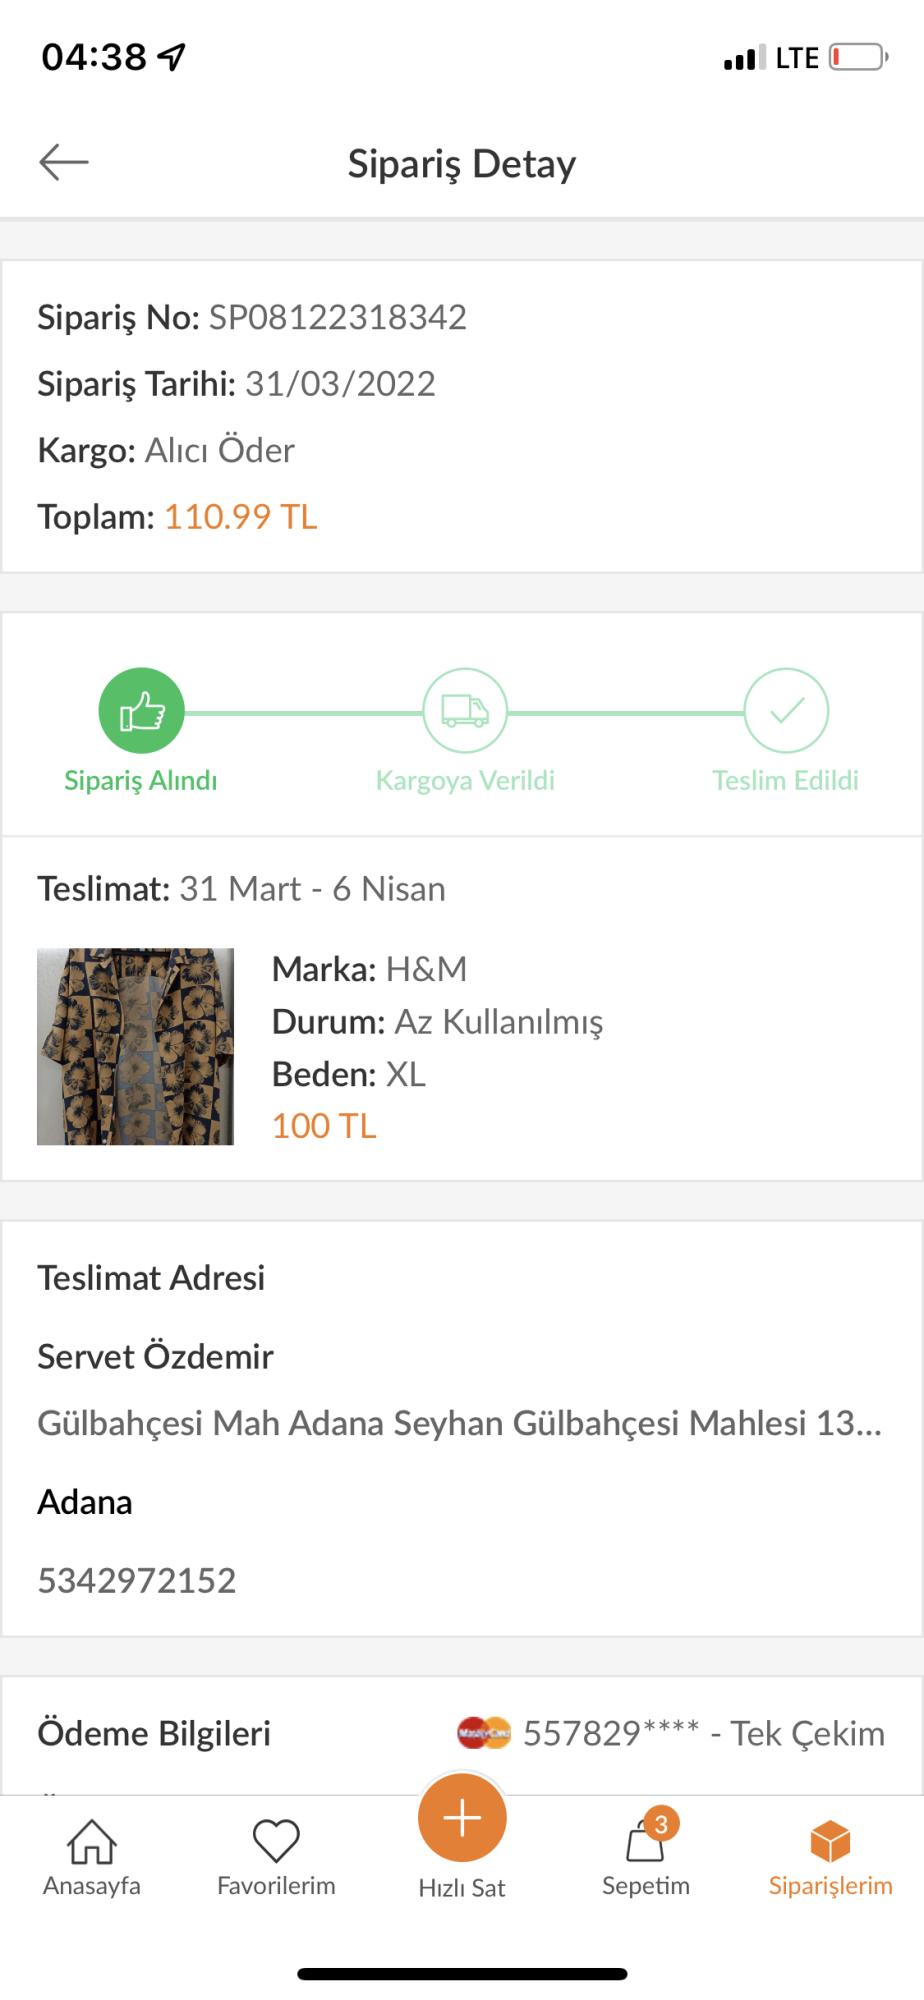 04:38
LTE
Sipariş Detay
Sipariş No: SP08122318342
Sipariş Tarihi: 31/03/2022
Kargo: Alıcı Öder
Toplam: 110.99 TL
Sipariş Alındı
Kargoya Verildi
Teslim Edildi
Teslimat: 31 Mart - 6 Nisan
Marka: H&M
Durum: Az Kullanılmış
Beden: XL
100 TL
Teslimat Adresi
Servet Özdemir
Gülbahçesi Mah Adana Seyhan Gülbahçesi Mahlesi 13...
Adana
5342972152
Ödeme Bilgileri
MasterCard
557829**** - Tek Çekim
3
Anasayfa
Favorilerim
Hızlı Sat
Sepetim
Siparişlerim